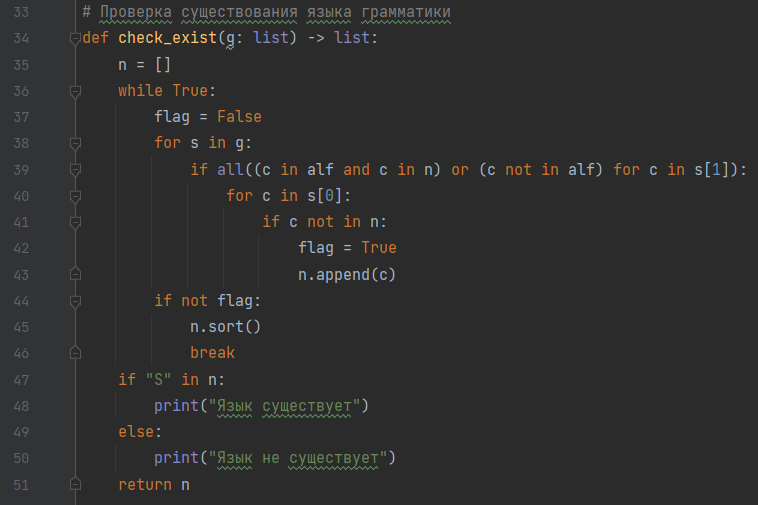 33 # Проверка существования языка грамматики
34 def check_exist(g: list) -> list:
35     n = []
36     while True:
37         flag = False
38         for s in g:
39             if all((c in alf and c in n) or (c not in alf) for c in s[1]):
40                 for c in s[0]:
41                     if c not in n:
42                         flag = True
43                         n.append(c)
44         if not flag:
45             n.sort()
46             break
47     if "S" in n:
48         print("Язык существует")
49     else:
50         print("Язык не существует")
51     return n